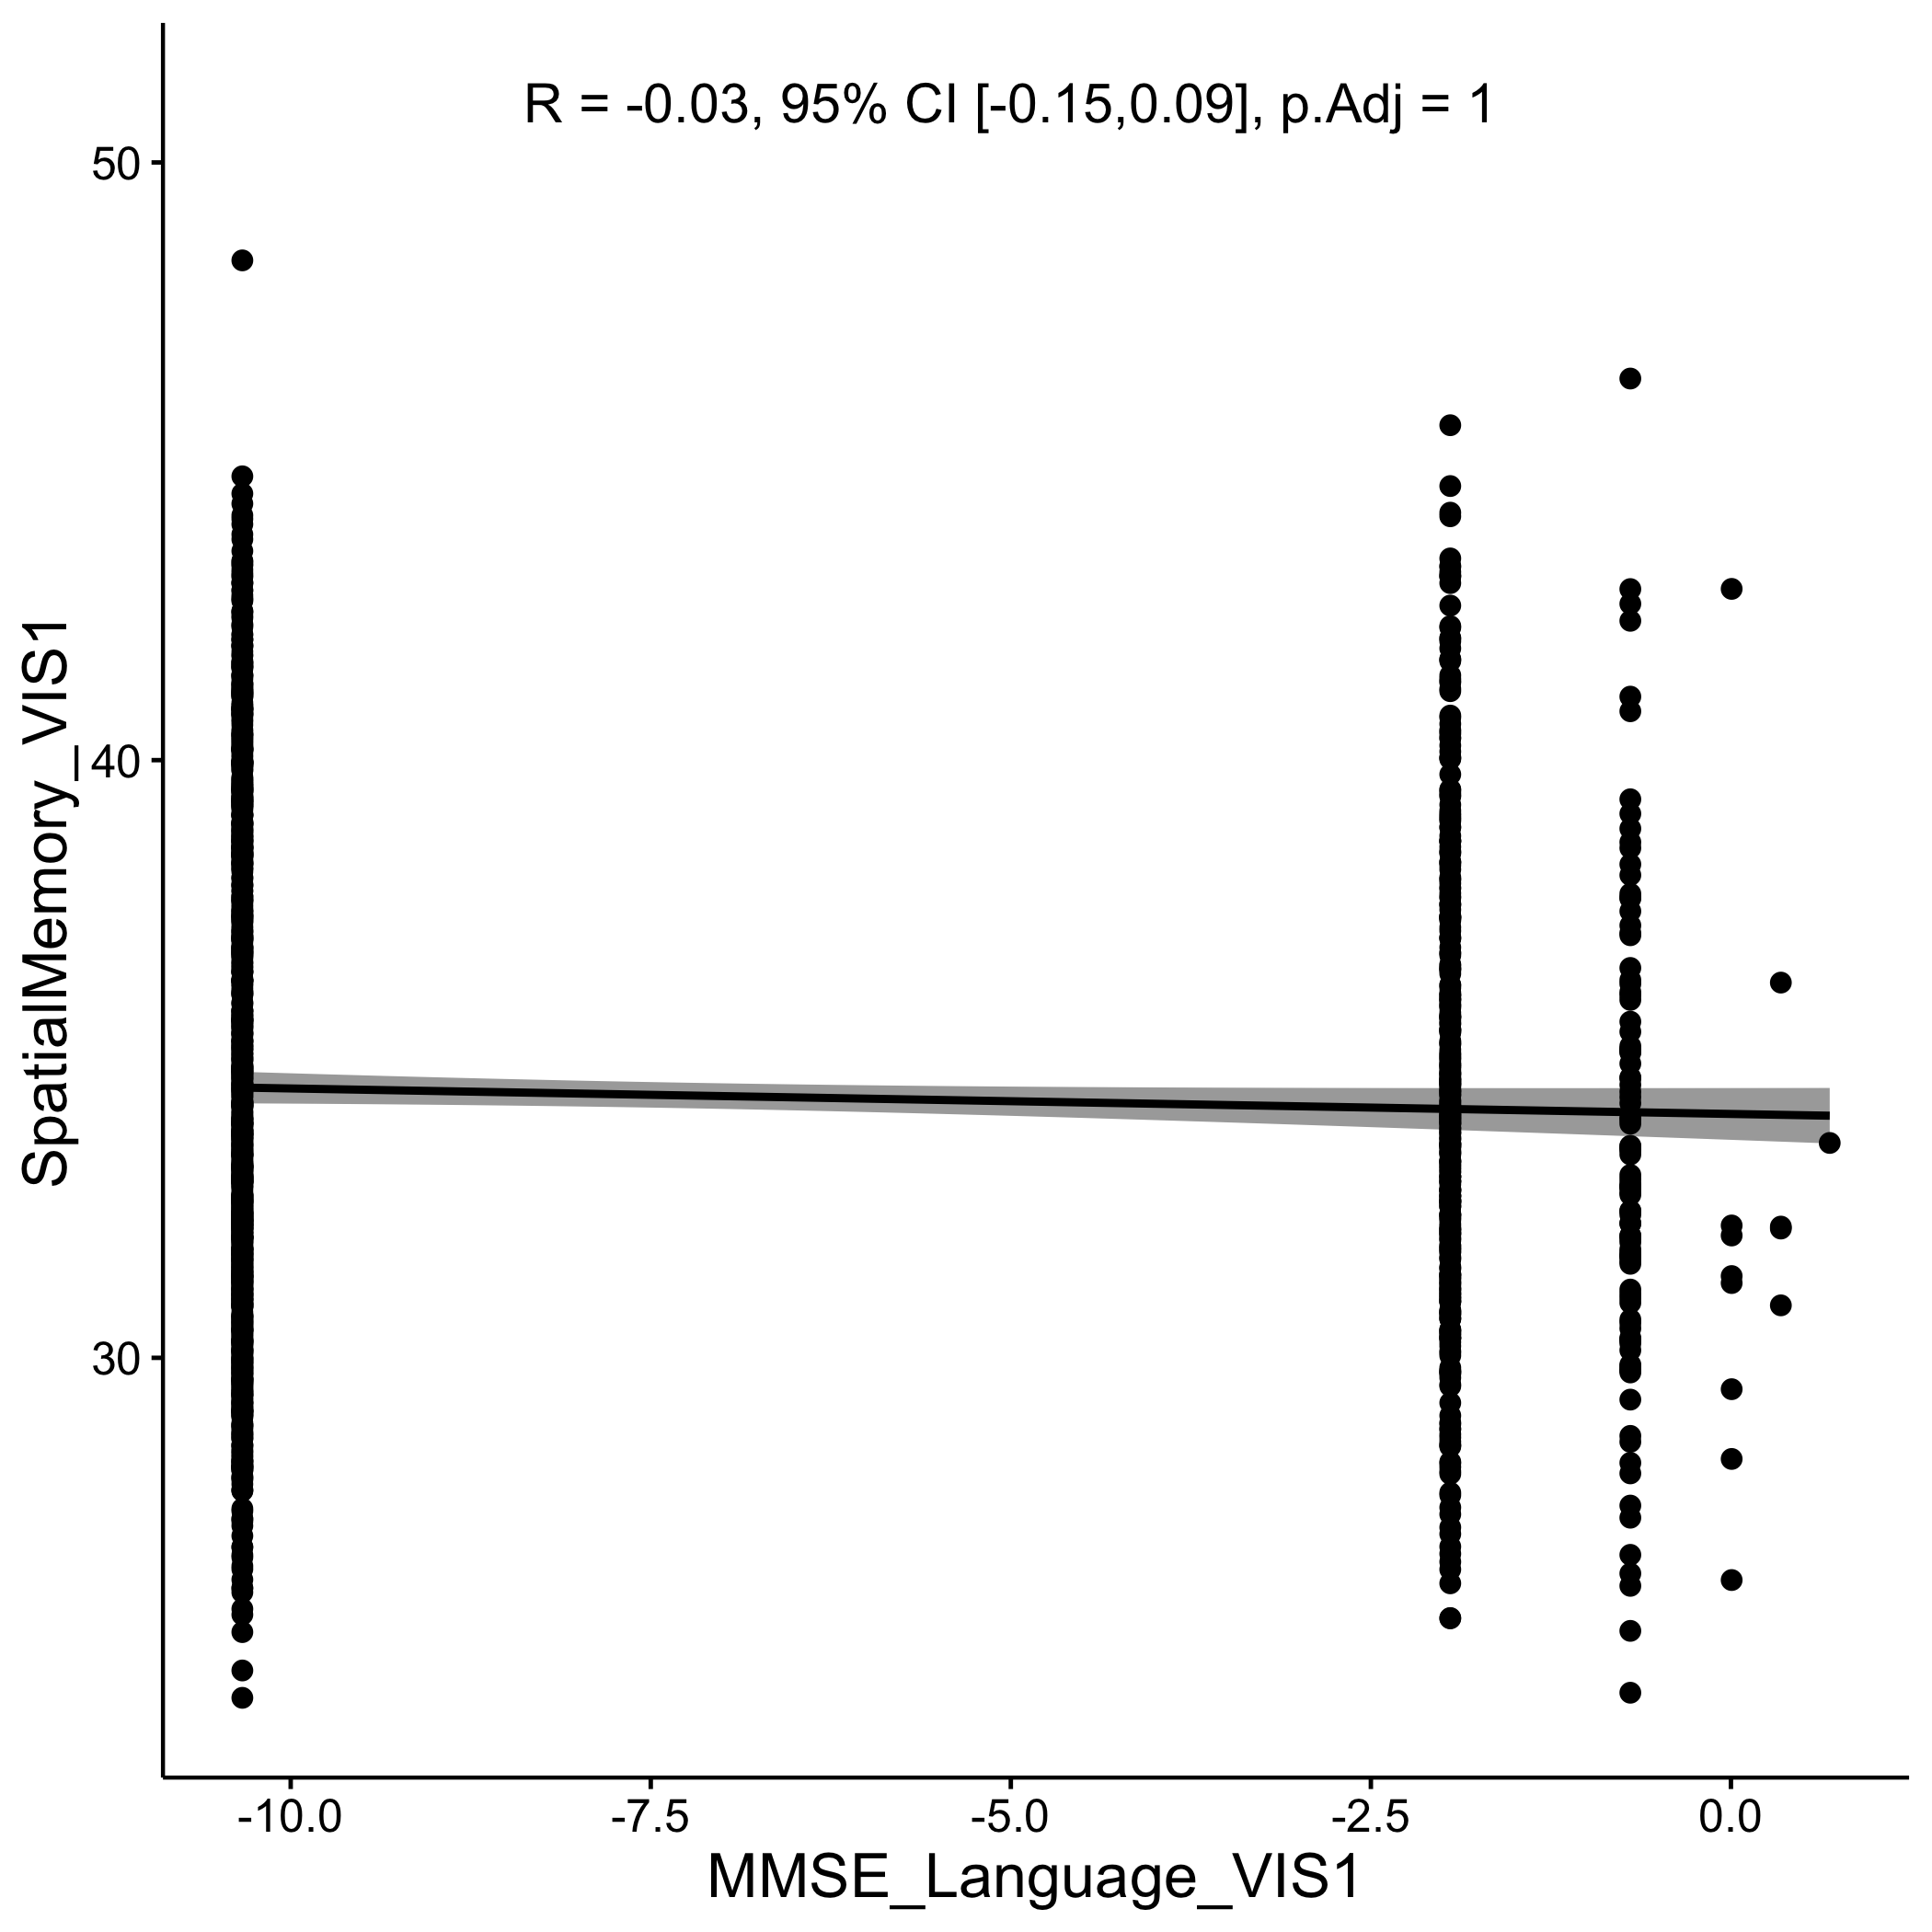 R = -0.03, 95% CI [-0.15,0.09], p.Adj = 1
50
40
30
SpatialMemory_VIS1
-10.0 -7.5 -5.0 -2.5 0.0
MMSE_Language_VIS1